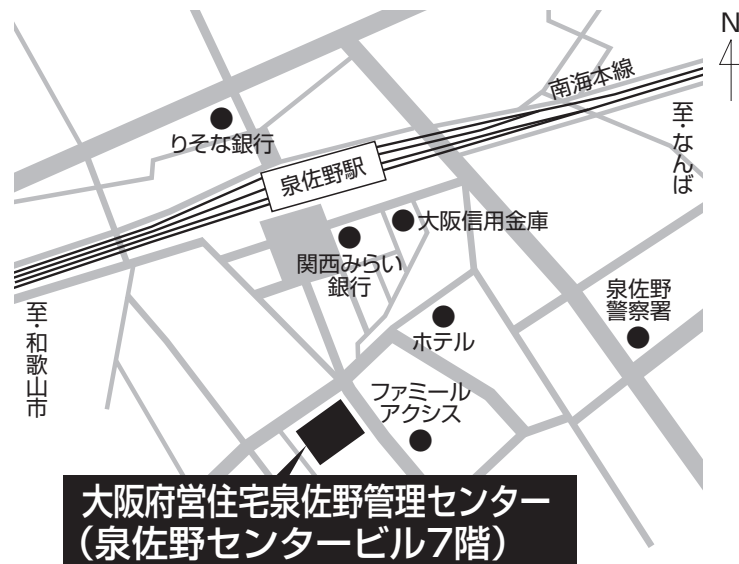 N
南海本線
至・なんば
りそな銀行
泉佐野駅
大阪信用金庫
関西みらい
銀行
泉佐野
警察署
至・和歌山市
ホテル
ファミール
アクシス
大阪府営住宅泉佐野管理センター
（泉佐野センタービル7階）